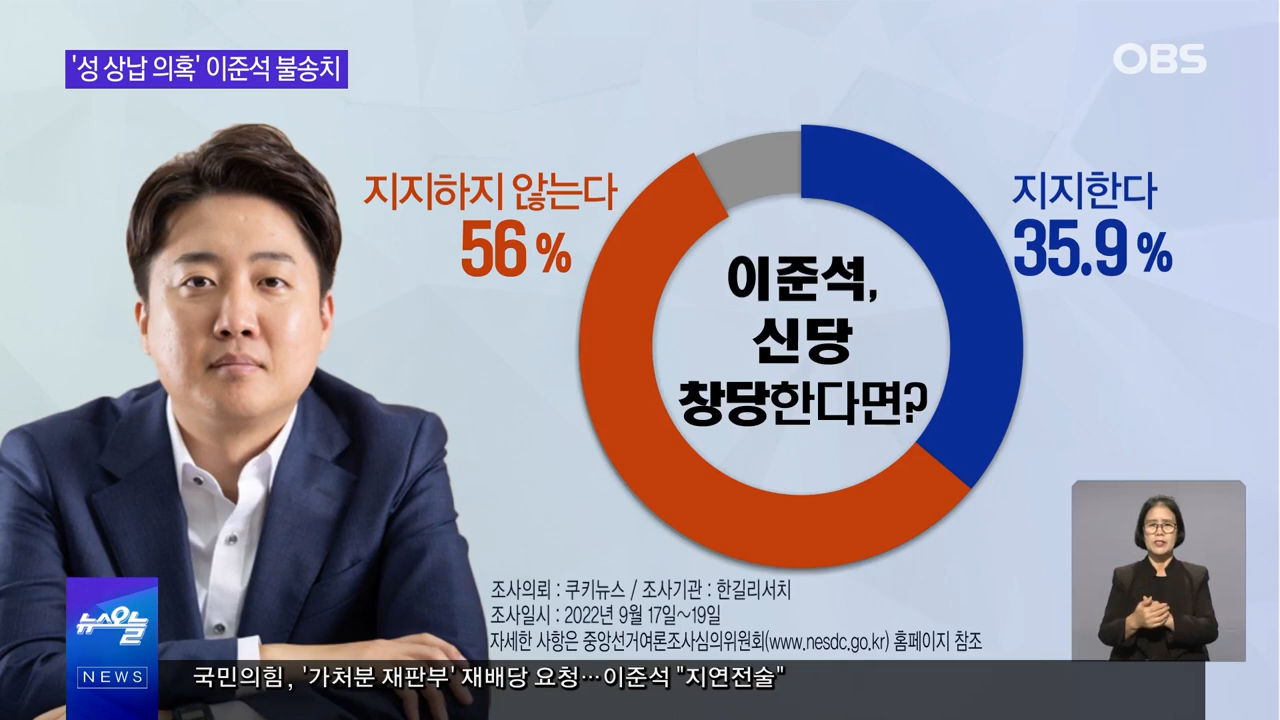 '성 상납 의혹' 이준석 불송치
OBS
지지하지 않는다
56 %
지지한다
35.9 %
이준석,
신당
창당한다면?
조사의뢰 : 쿠키뉴스 / 조사기관 : 한길리서치
조사일시 : 2022년 9월 17일~19일
자세한 사항은 중앙선거여론조사심의위원회(www.nesdc.go.kr) 홈페이지 참조
뉴스오늘
NEWS
국민의힘, '가처분 재판부' 재배당 요청…이준석 "지연전술"